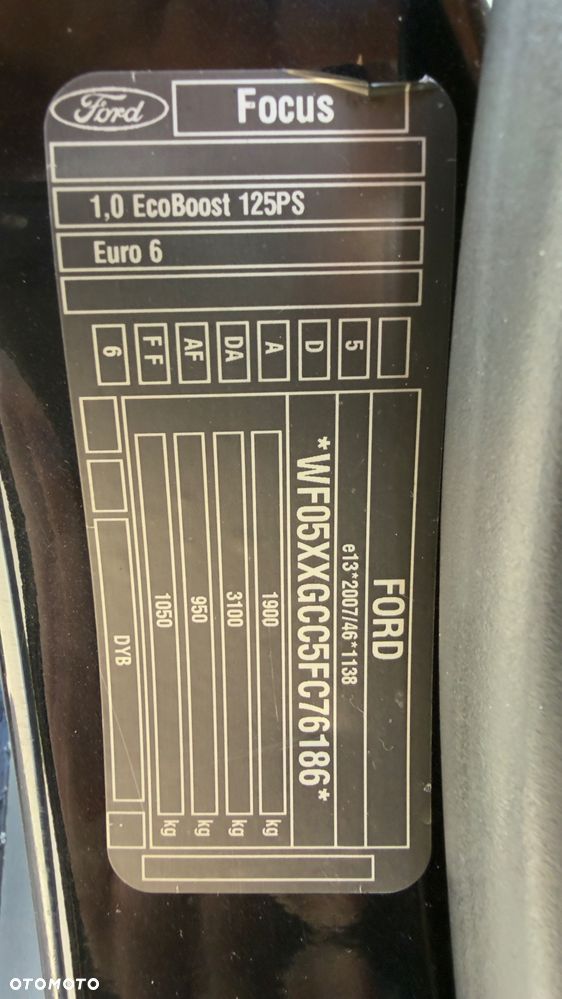 Ford
Focus
1,0 EcoBoost 125PS
Euro 6
6
F F
AF
DA
A
D
5
FORD
e13*2007/46*1138
*WF05XXGCC5FC76186*
1900 kg
3100 kg
950 kg
1050 kg
DYB
OTOMOTO